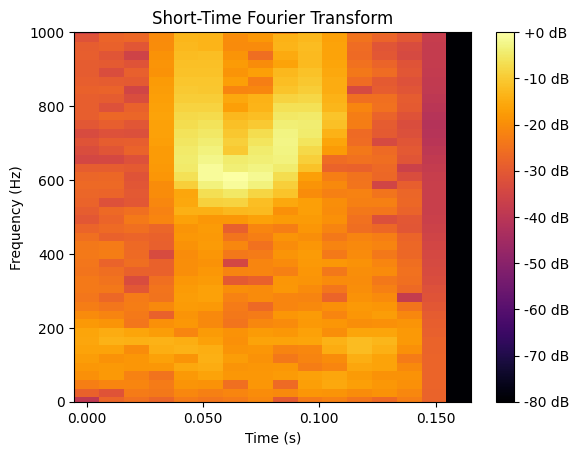 Short-Time Fourier Transform
1000
800
600
400
200
0
Frequency (Hz)
0.000
0.050
0.100
0.150
Time (s)
+0 dB
-10 dB
-20 dB
-30 dB
-40 dB
-50 dB
-60 dB
-70 dB
-80 dB